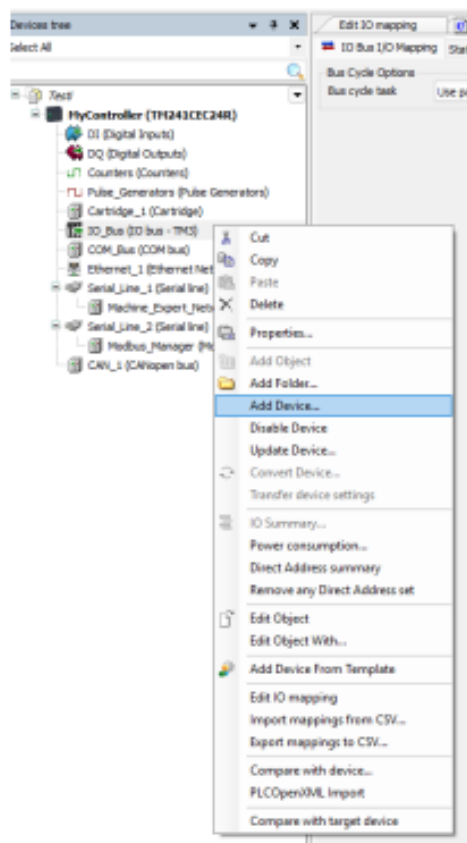 Devices tree
Edit IO mapping
Select All
IO Bus I/O Mapping
Bus Cycle Options
Bus cycle task
Test
MyController (TM241CEC24R)
DI (Digital Inputs)
DQ (Digital Outputs)
Counters (Counters)
Pulse_Generators (Pulse Generators)
Cartridge_1 (Cartridge)
IO_Bus (IO bus - TM3)
COM_Bus (COM bus)
Ethernet_1 (Ethernet Net
Serial_Line_1 (Serial line)
Machine_Expert_Net
Serial_Line_2 (Serial line)
Modbus_Manager
CAN_1 (CANopen bus)
Cut
Copy
Paste
Delete
Properties...
Add Object
Add Folder...
Add Device...
Disable Device
Update Device...
Convert Device...
Transfer device settings
IO Summary...
Power consumption...
Direct Address summary
Remove any Direct Address set
Edit Object
Edit Object With...
Add Device From Template
Edit IO mapping
Import mappings from CSV...
Export mappings to CSV...
Compare with device...
PLCOpenXML Import
Compare with target device